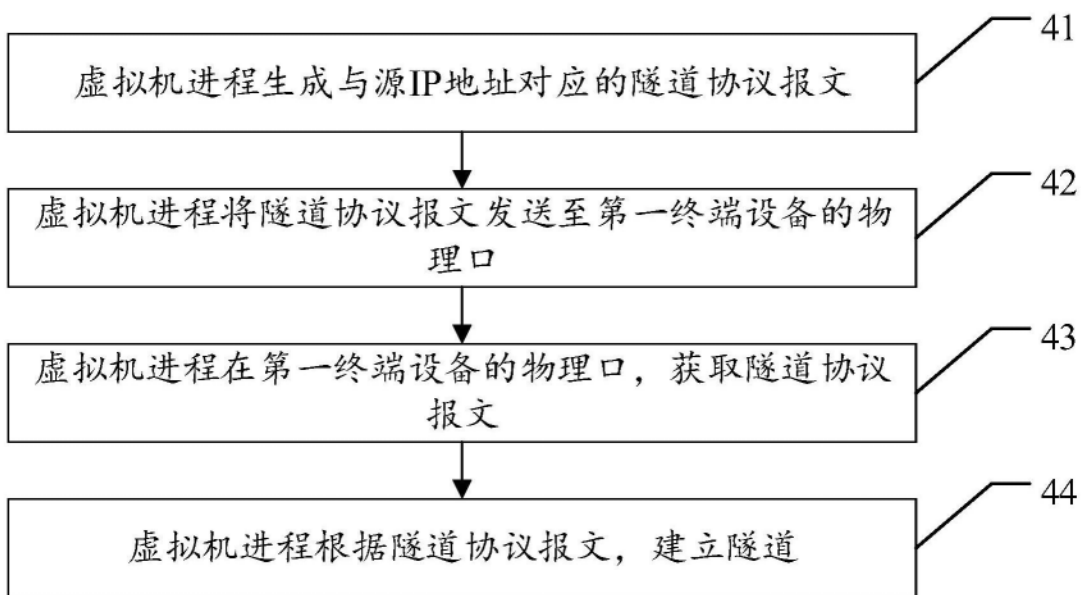 41
虚拟机进程生成与源IP地址对应的隧道协议报文
42
虚拟机进程将隧道协议报文发送至第一终端设备的物
理口
43
虚拟机进程在第一终端设备的物理口，获取隧道协议
报文
44
虚拟机进程根据隧道协议报文，建立隧道